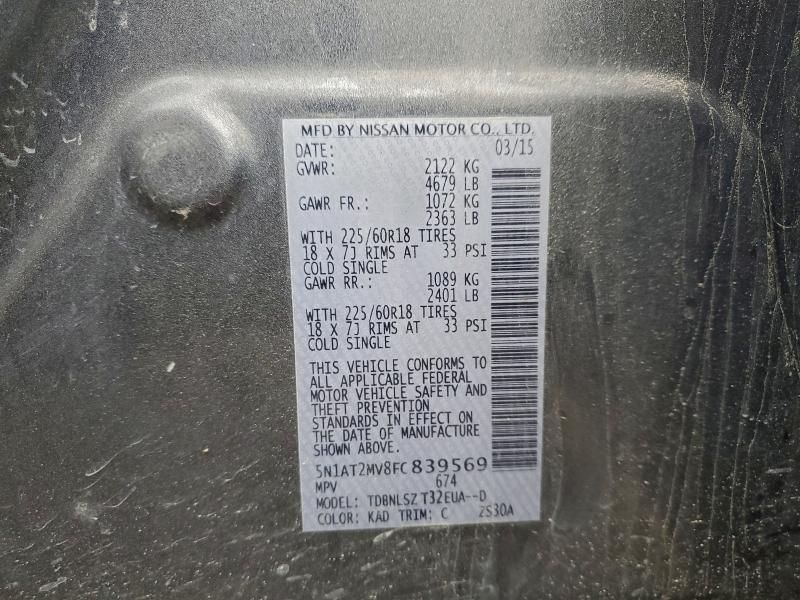 MFD BY NISSAN MOTOR CO., LTD.
DATE: 03/15
GVWR: 2122 KG
4679 LB
GAWR FR.: 1072 KG
2363 LB
WITH 225/60R18 TIRES
18 X 7J RIMS AT 33 PSI
COLD SINGLE
GAWR RR.: 1089 KG
2401 LB
WITH 225/60R18 TIRES
18 X 7J RIMS AT 33 PSI
COLD SINGLE
THIS VEHICLE CONFORMS TO
ALL APPLICABLE FEDERAL
MOTOR VEHICLE SAFETY AND
THEFT PREVENTION
STANDARDS IN EFFECT ON
THE DATE OF MANUFACTURE
SHOWN ABOVE.
5N1AT2MV8FC839569
MPV 674
MODEL: TDBNLSZ T32EUA--D
COLOR: KAD TRIM: C 2S30A